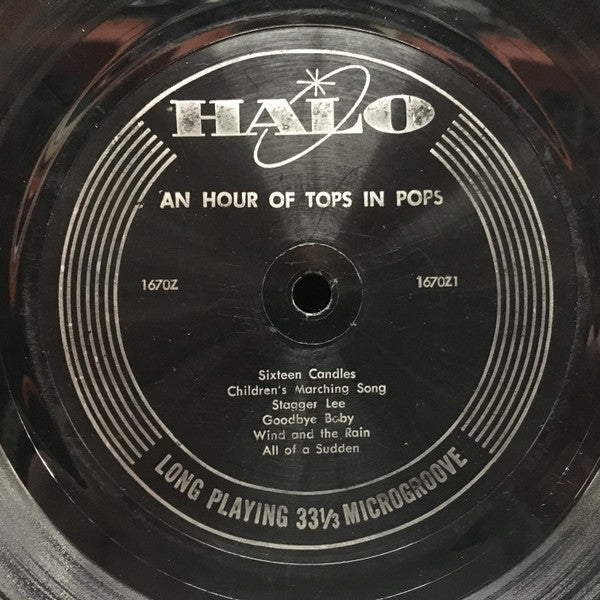 HALO
AN HOUR OF TOPS IN POPS
1670Z
1670Z1
Sixteen Candles
Children's Marching Song
Stagger Lee
Goodbye Baby
Wind and the Rain
All of a Sudden
LONG PLAYING 33⅓ MICROGROOVE